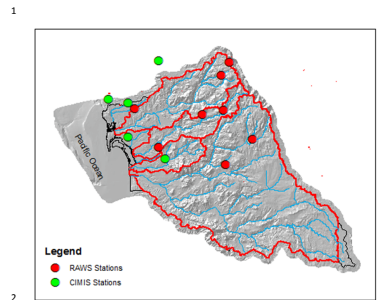 1
Pacific Ocean
Legend
RAWS Stations
CIMIS Stations
2